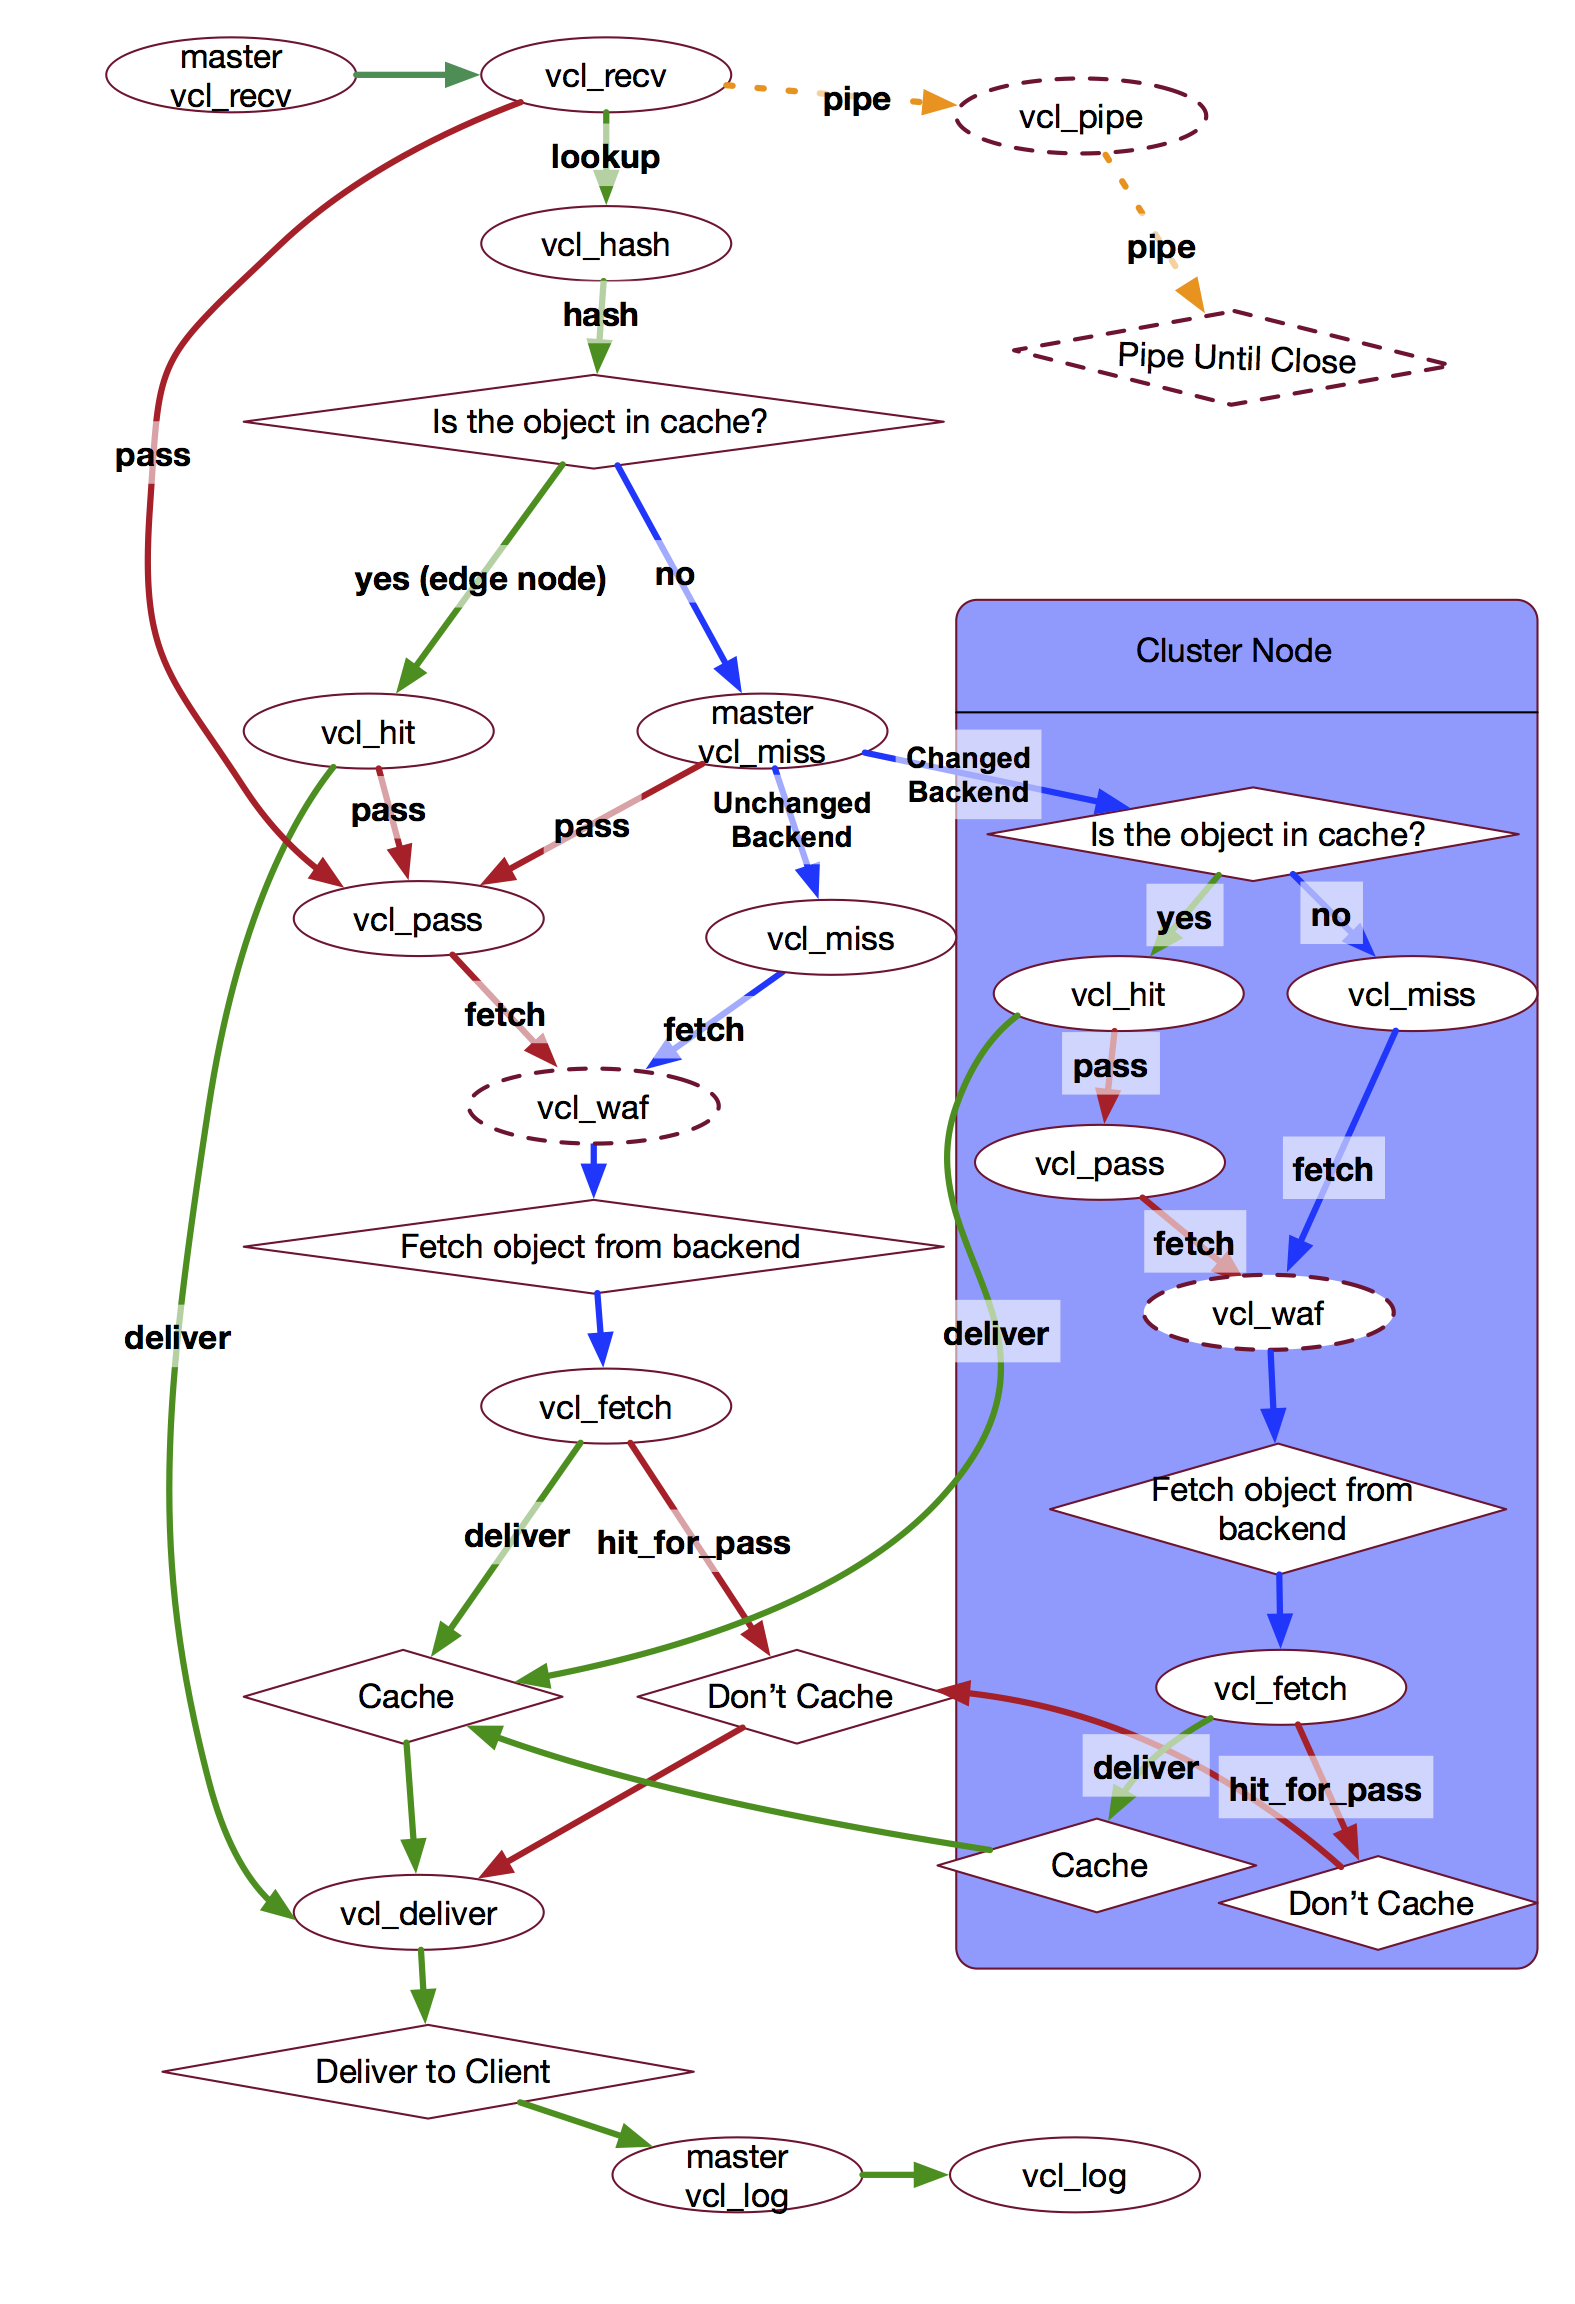 master
vcl_recv
vcl_recv
pipe
vcl_pipe
lookup
vcl_hash
pipe
hash
Pipe Until Close
Is the object in cache?
pass
yes (edge node)
no
Cluster Node
vcl_hit
master
vcl_miss
Changed
Backend
pass
pass
Unchanged
Backend
Is the object in cache?
vcl_pass
vcl_miss
yes
no
vcl_hit
vcl_miss
fetch
fetch
pass
vcl_waf
vcl_pass
fetch
fetch
Fetch object from backend
vcl_waf
deliver
deliver
vcl_fetch
Fetch object from
backend
deliver
hit_for_pass
Cache
Don't Cache
vcl_fetch
deliver
hit_for_pass
Cache
Don't Cache
vcl_deliver
Deliver to Client
master
vcl_log
vcl_log